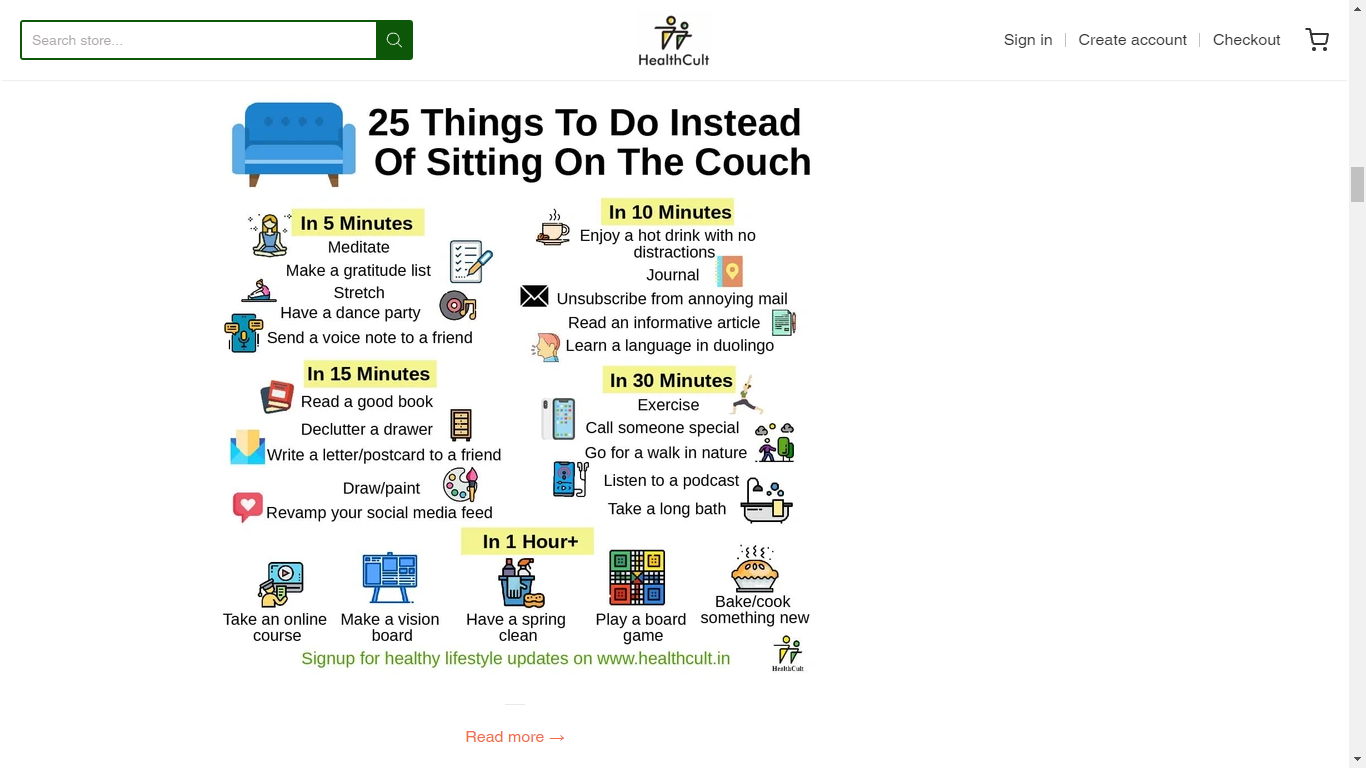 Search store...
HealthCult
Sign in
Create account
Checkout
25 Things To Do Instead
Of Sitting On The Couch
In 5 Minutes
Meditate
Make a gratitude list
Stretch
Have a dance party
Send a voice note to a friend
In 10 Minutes
Enjoy a hot drink with no
distractions
Journal
Unsubscribe from annoying mail
Read an informative article
Learn a language in duolingo
In 15 Minutes
Read a good book
Declutter a drawer
Write a letter/postcard to a friend
Draw/paint
Revamp your social media feed
In 30 Minutes
Exercise
Call someone special
Go for a walk in nature
Listen to a podcast
Take a long bath
In 1 Hour+
Take an online
course
Make a vision
board
Have a spring
clean
Play a board
game
Bake/cook
something new
Signup for healthy lifestyle updates on www.healthcult.in
HealthCult
Read more →